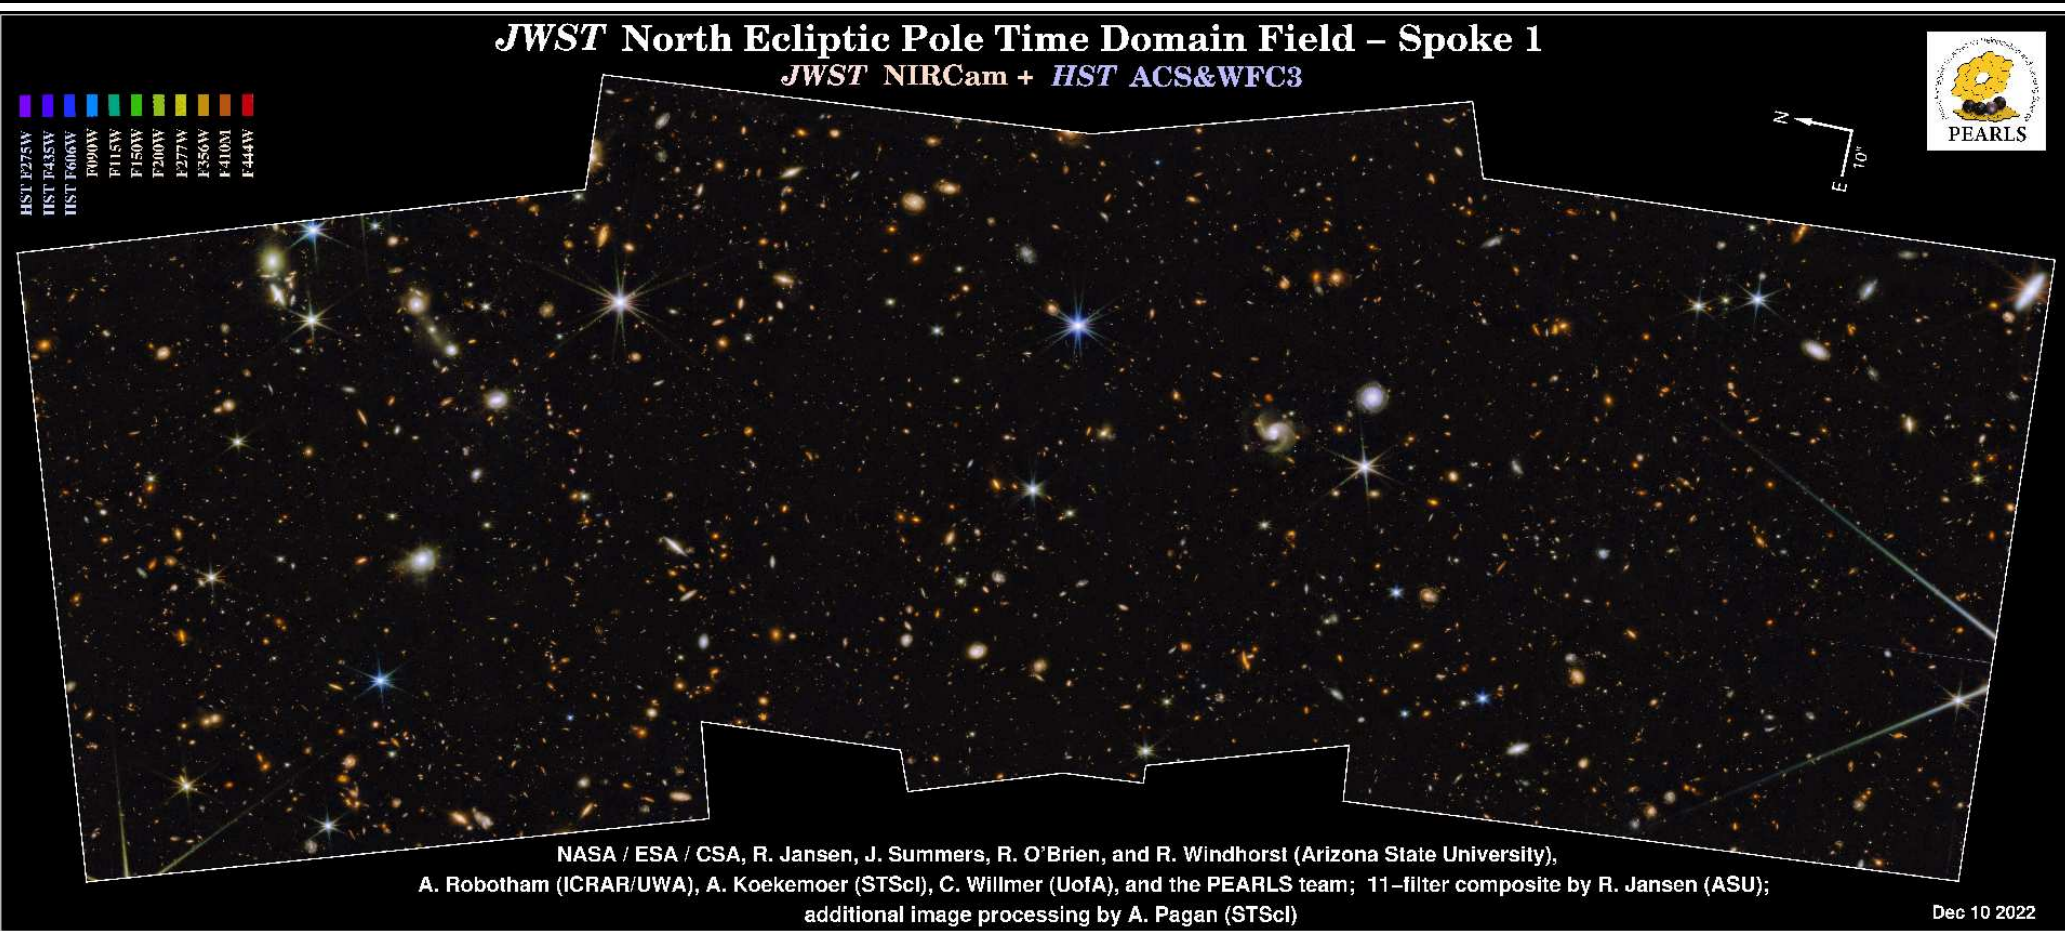 JWST North Ecliptic Pole Time Domain Field – Spoke 1
JWST NIRCam + HST ACS&WFC3
HST F275W
HST F435W
HST F606W
F090W
F115W
F150W
F200W
F277W
F356W
F410M
F444W
N
E
10"
PEARLS
NASA / ESA / CSA, R. Jansen, J. Summers, R. O'Brien, and R. Windhorst (Arizona State University),
A. Robotham (ICRAR/UWA), A. Koekemoer (STScI), C. Willmer (UofA), and the PEARLS team; 11–filter composite by R. Jansen (ASU);
additional image processing by A. Pagan (STScI)
Dec 10 2022